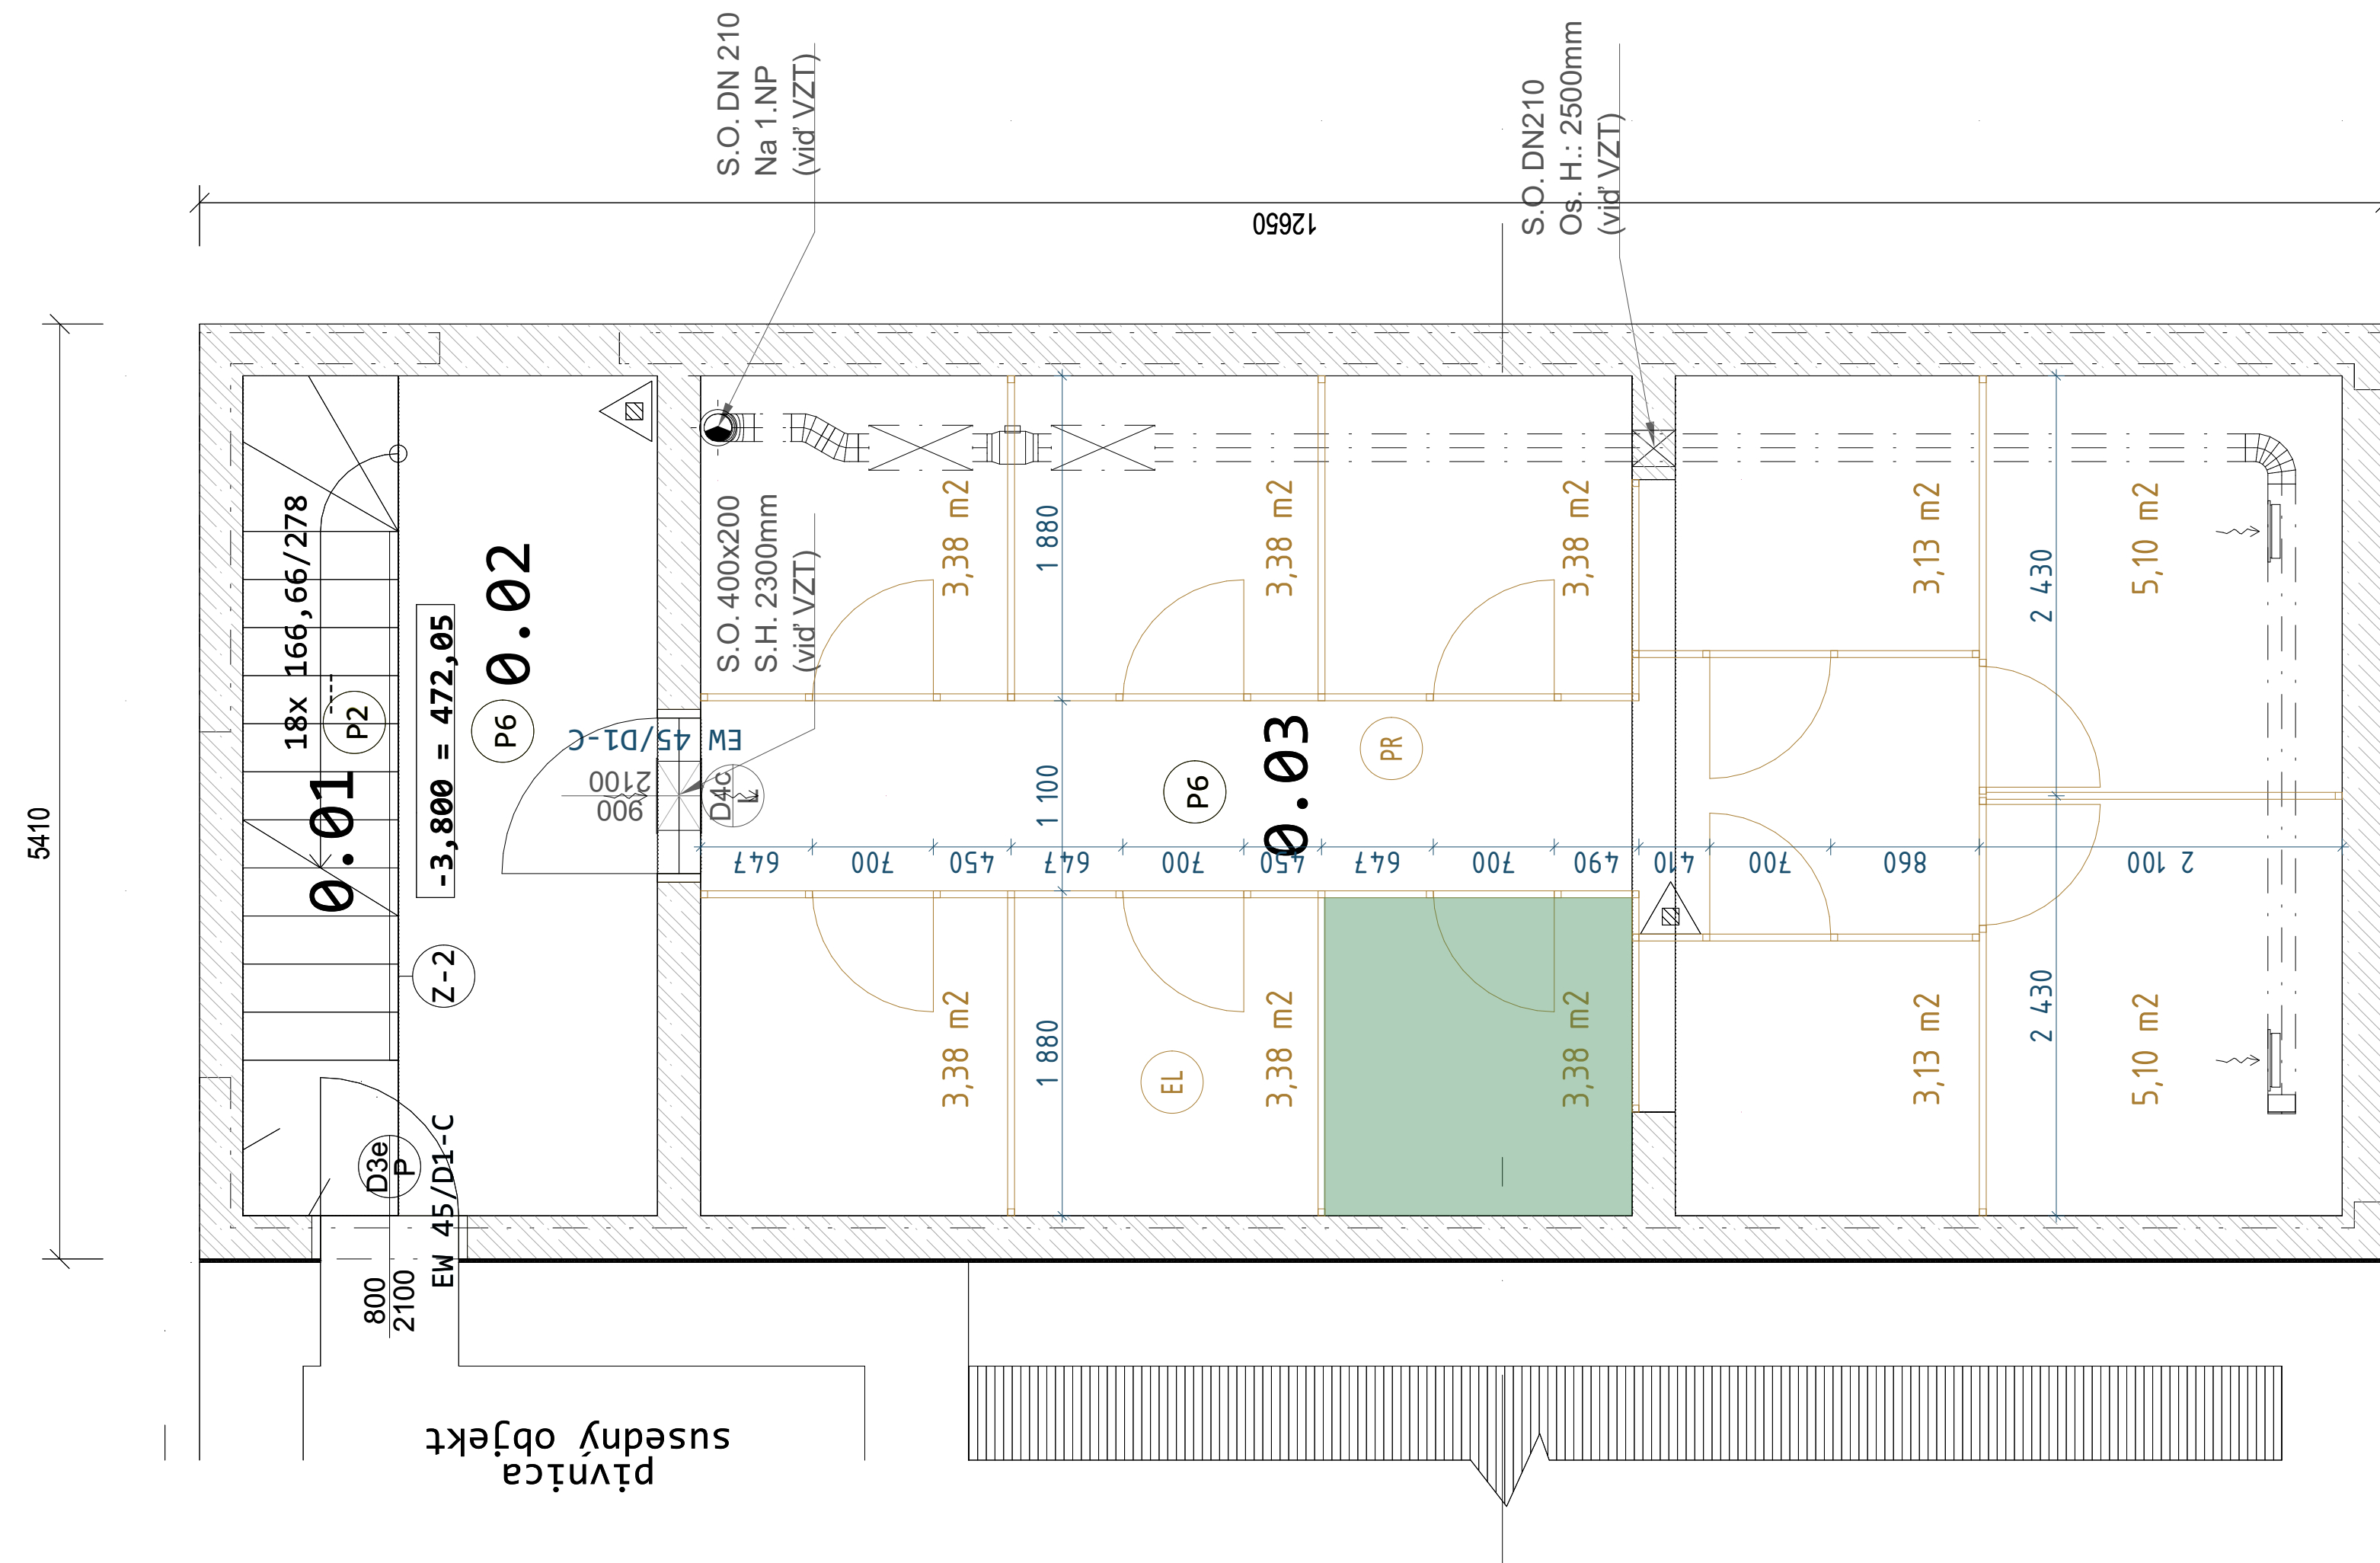 S.O. DN 210
Na 1.NP
(viď VZT)
S.O. DN210
Os. H.: 2500mm
(viď VZT)
12650
5410
18x 166,66/278
P2
0.01
-3,800 = 472,05
P6
0.02
Z-2
D3e
P
EW 45/D1-C
800
2100
EW 45/D1-C
900
2100
D4c
L
S.O. 400x200
S.H. 2300mm
(viď VZT)
3,38 m2
3,38 m2
3,38 m2
3,13 m2
5,10 m2
1 880
2 430
1 100
P6
0.03
PR
647
700
450
647
700
450
647
700
490
410
700
860
2 100
3,38 m2
3,38 m2
3,38 m2
3,13 m2
5,10 m2
1 880
2 430
EL
pivnica
susedný objekt